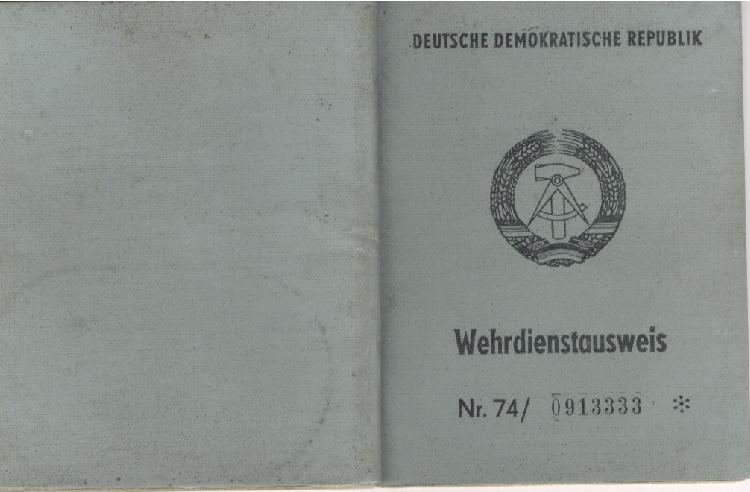 DEUTSCHE DEMOKRATISCHE REPUBLIK
Wehrdienstausweis
Nr. 74/ 0913333 *